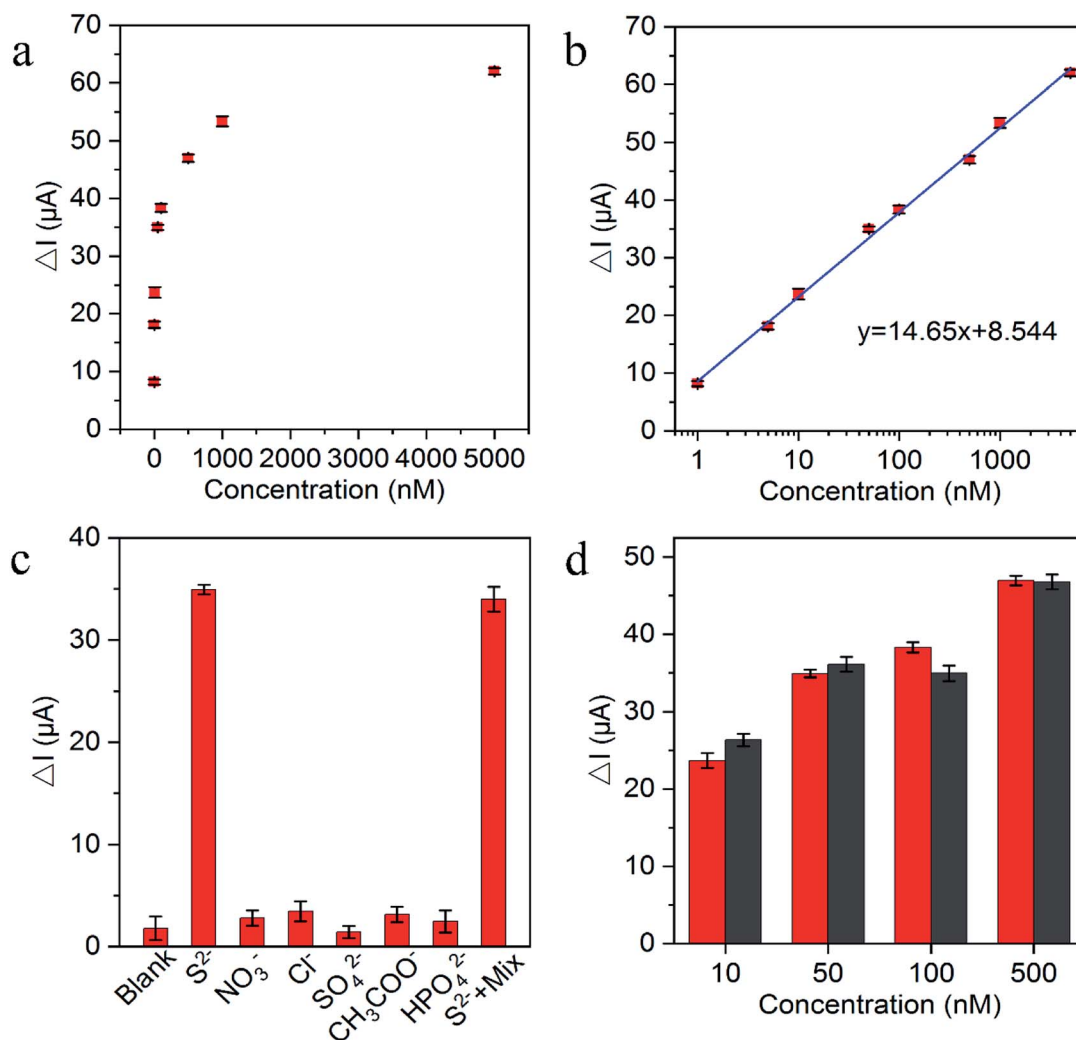 a
70
60
50
40
30
20
10
0
△I (µA)
0 1000 2000 3000 4000 5000
Concentration (nM)
b
70
60
50
40
30
20
10
0
△I (µA)
y=14.65x+8.544
1 10 100 1000
Concentration (nM)
c
40
30
20
10
0
△I (µA)
Blank S²⁻ NO₃⁻ Cl⁻ SO₄²⁻ CH₃COO⁻ HPO₄²⁻ S²⁻+Mix
d
50
40
30
20
10
0
△I (µA)
10 50 100 500
Concentration (nM)